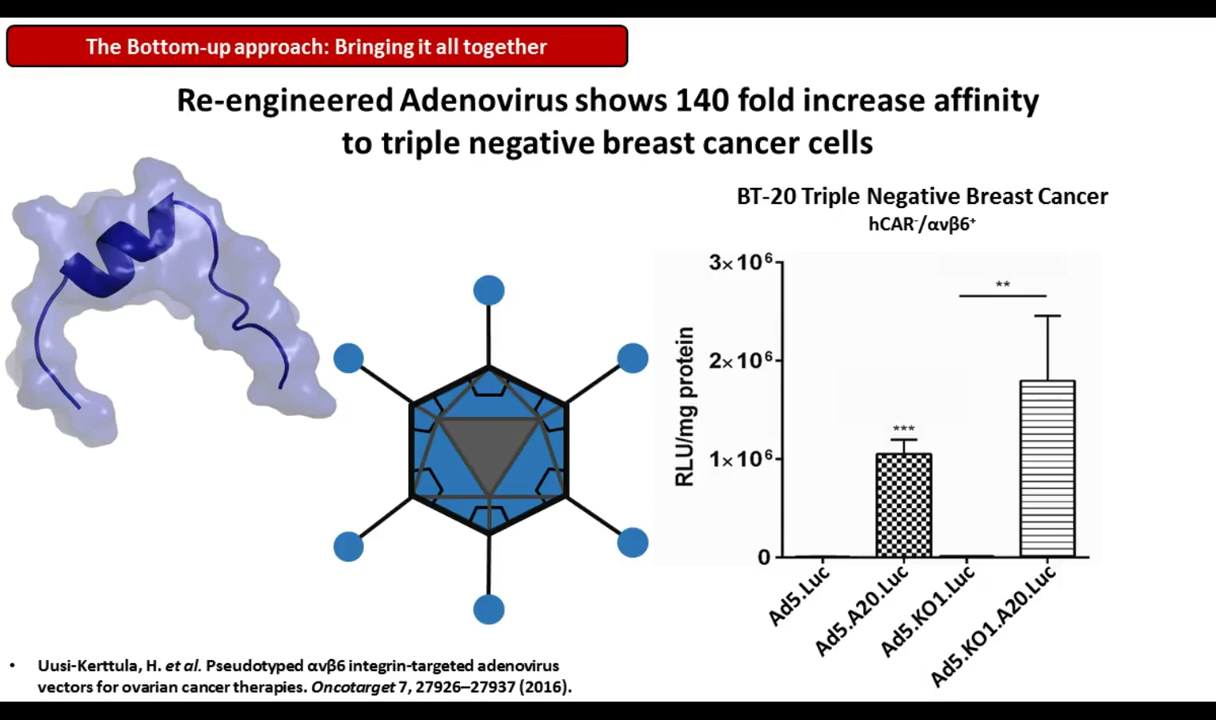 The Bottom-up approach: Bringing it all together
Re-engineered Adenovirus shows 140 fold increase affinity
to triple negative breast cancer cells
BT-20 Triple Negative Breast Cancer
hCAR⁻/αvβ6⁺
3×10⁶
2×10⁶
1×10⁶
0
RLU/mg protein
***
**
Ad5.Luc
Ad5.A20.Luc
Ad5.KO1.Luc
Ad5.KO1.A20.Luc
• Uusi-Kerttula, H. et al. Pseudotyped αvβ6 integrin-targeted adenovirus
vectors for ovarian cancer therapies. Oncotarget 7, 27926–27937 (2016).